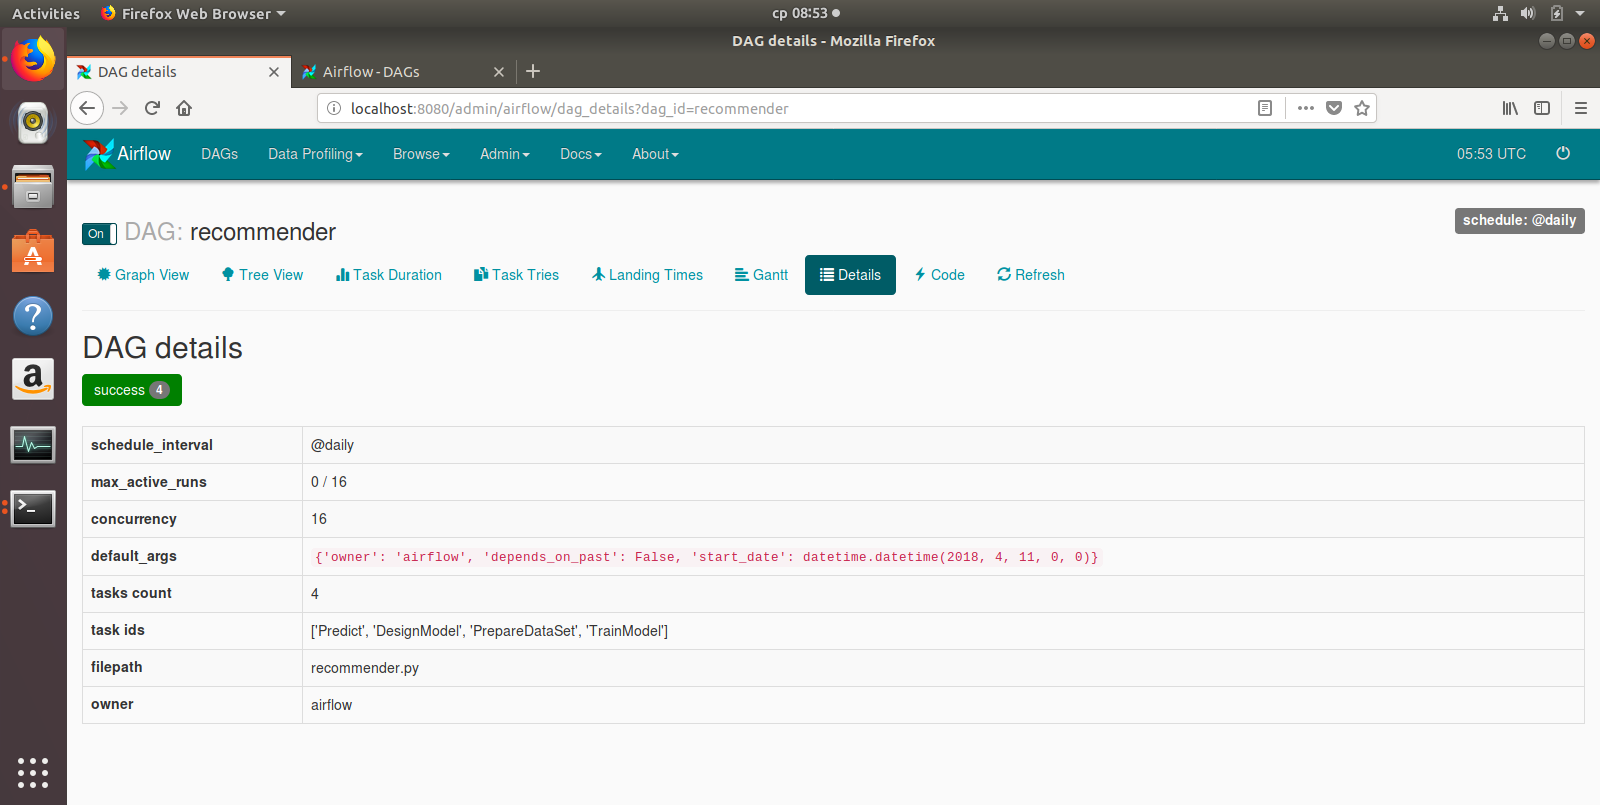 Activities
Firefox Web Browser
ср 08:53
DAG details - Mozilla Firefox
DAG details
Airflow - DAGs
localhost:8080/admin/airflow/dag_details?dag_id=recommender
Airflow
DAGs
Data Profiling
Browse
Admin
Docs
About
05:53 UTC
On
DAG: recommender
schedule: @daily
Graph View
Tree View
Task Duration
Task Tries
Landing Times
Gantt
Details
Code
Refresh
DAG details
success 4
schedule_interval @daily
max_active_runs 0 / 16
concurrency 16
default_args {'owner': 'airflow', 'depends_on_past': False, 'start_date': datetime.datetime(2018, 4, 11, 0, 0)}
tasks count 4
task ids ['Predict', 'DesignModel', 'PrepareDataSet', 'TrainModel']
filepath recommender.py
owner airflow